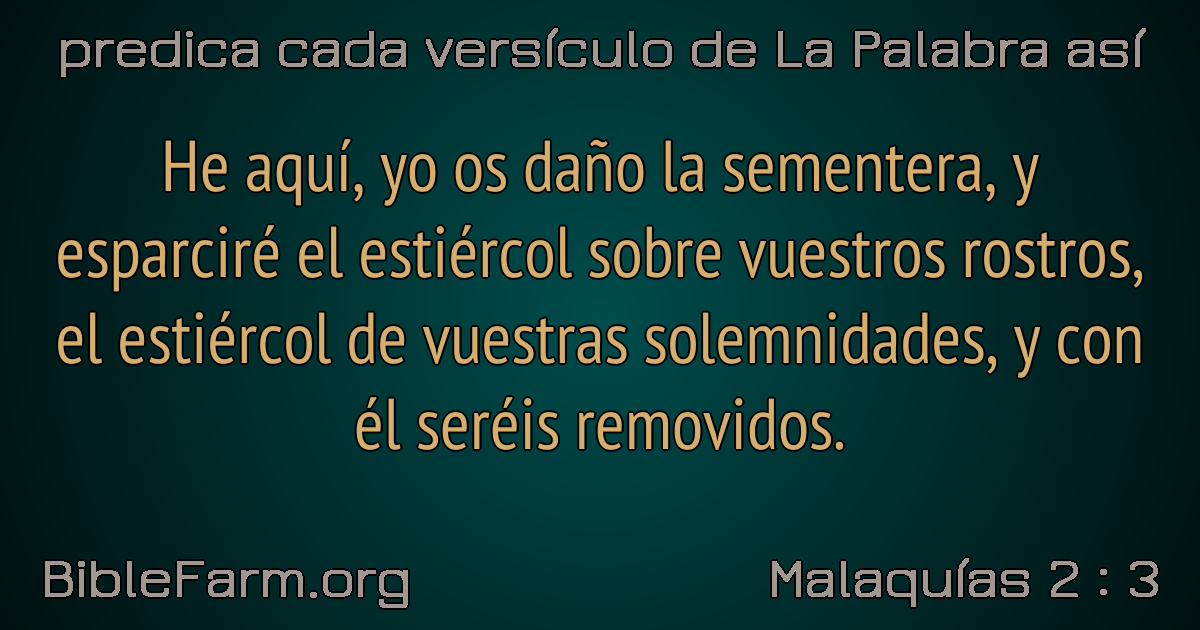 predica cada versículo de La Palabra así
He aquí, yo os daño la sementera, y
esparciré el estiércol sobre vuestros rostros,
el estiércol de vuestras solemnidades, y con
él seréis removidos.
BibleFarm.org
Malaquías 2 : 3